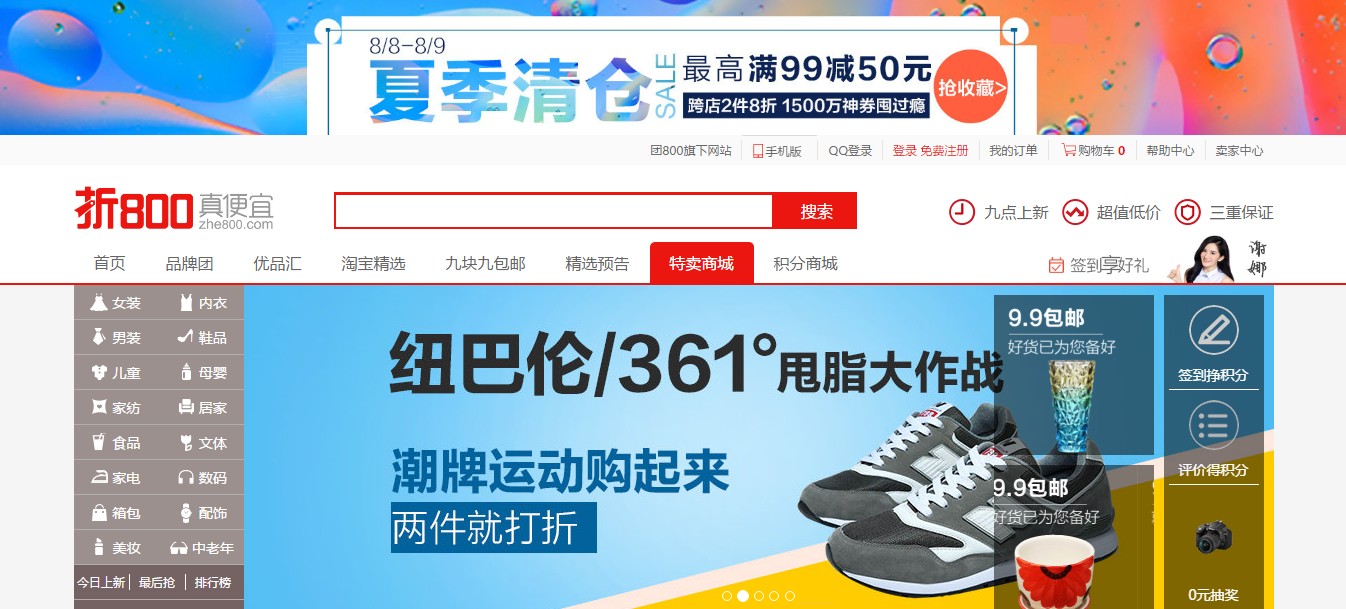 8/8-8/9
夏季清仓
SALE
最高满99减50元
跨店2件8折 1500万神券囤过瘾
抢收藏>
团800旗下网站 手机版 QQ登录 登录 免费注册 我的订单 购物车 0 帮助中心 卖家中心
折800 真便宜
zhe800.com
搜索
九点上新 超值低价 三重保证
首页 品牌团 优品汇 淘宝精选 九块九包邮 精选预告 特卖商城 积分商城
签到享好礼
谢娜
女装 内衣
男装 鞋品
儿童 母婴
家纺 居家
食品 文体
家电 数码
箱包 配饰
美妆 中老年
今日上新 最后抢 排行榜
纽巴伦/361°甩脂大作战
潮牌运动购起来
两件就打折
9.9包邮
好货已为您备好
9.9包邮
好货已为您备好
签到挣积分
评价得积分
0元抽奖